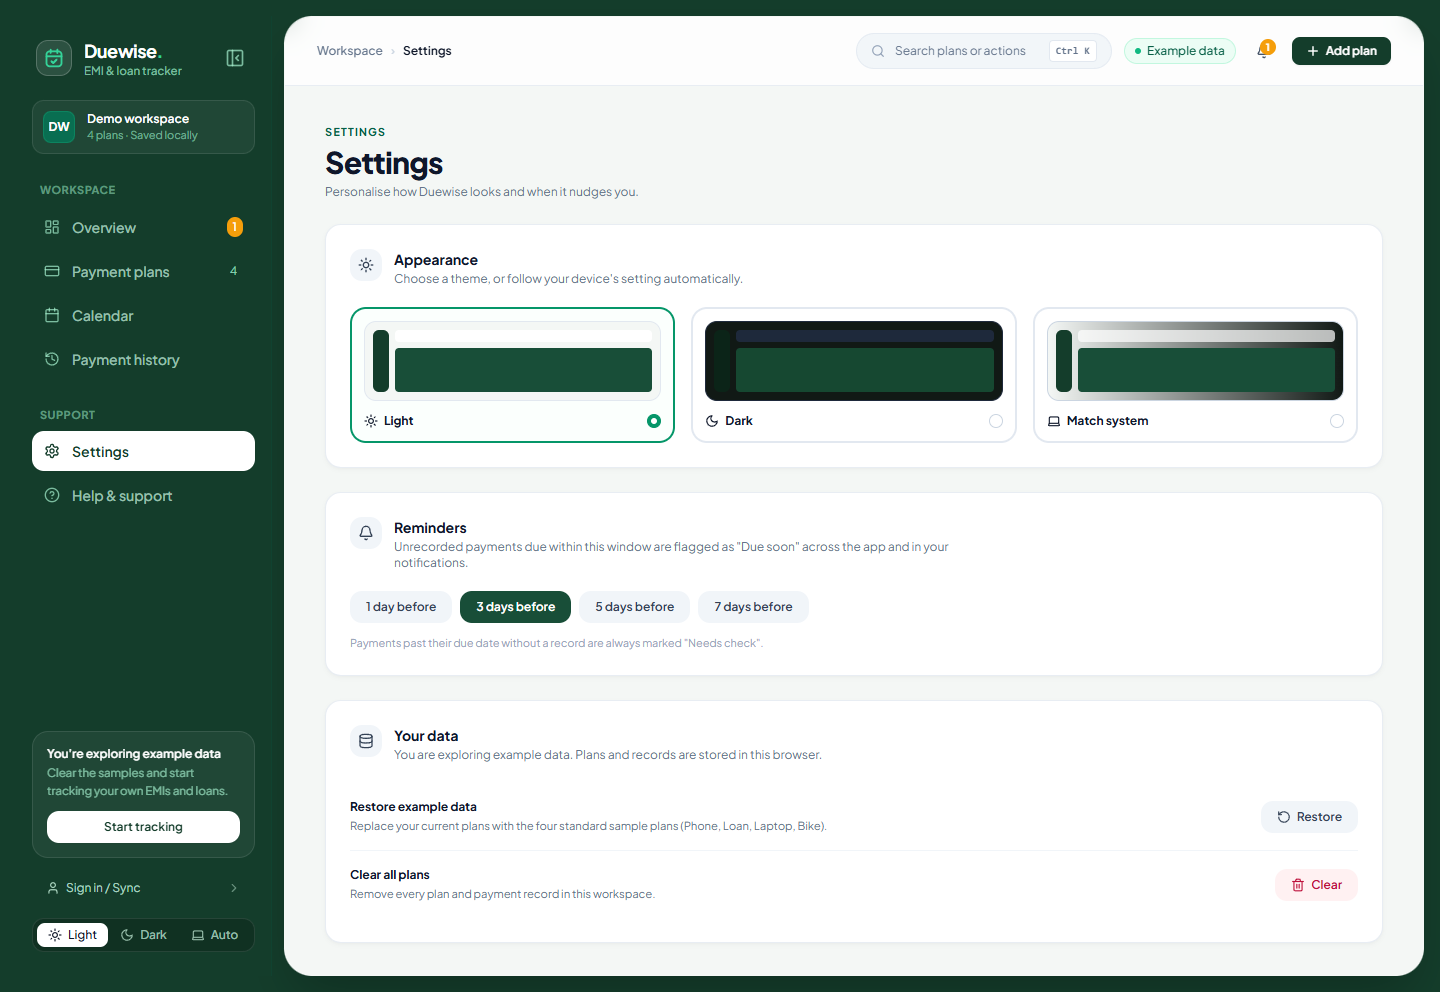 Duewise.
EMI & loan tracker
DW
Demo workspace
4 plans · Saved locally
WORKSPACE
Overview 1
Payment plans 4
Calendar
Payment history
SUPPORT
Settings
Help & support
You're exploring example data
Clear the samples and start
tracking your own EMIs and loans.
Start tracking
Sign in / Sync
Light Dark Auto
Workspace › Settings
Search plans or actions Ctrl K
Example data
1
+ Add plan
SETTINGS
Settings
Personalise how Duewise looks and when it nudges you.
Appearance
Choose a theme, or follow your device's setting automatically.
Light
Dark
Match system
Reminders
Unrecorded payments due within this window are flagged as "Due soon" across the app and in your
notifications.
1 day before 3 days before 5 days before 7 days before
Payments past their due date without a record are always marked "Needs check".
Your data
You are exploring example data. Plans and records are stored in this browser.
Restore example data
Replace your current plans with the four standard sample plans (Phone, Loan, Laptop, Bike).
Restore
Clear all plans
Remove every plan and payment record in this workspace.
Clear